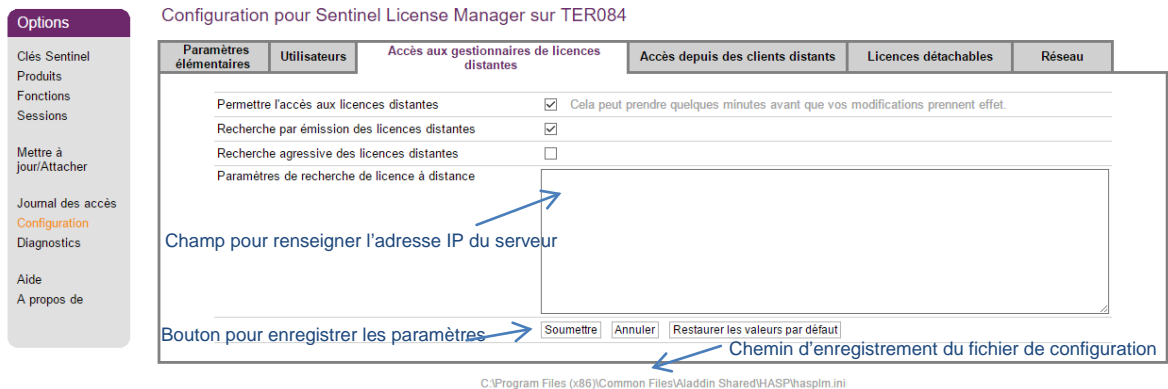 Options
Clés Sentinel
Produits
Fonctions
Sessions
Mettre à
jour/Attacher
Journal des accès
Configuration
Diagnostics
Aide
A propos de
Configuration pour Sentinel License Manager sur TER084
Paramètres
élémentaires
Utilisateurs
Accès aux gestionnaires de licences
distantes
Accès depuis des clients distants
Licences détachables
Réseau
Permettre l'accès aux licences distantes
Cela peut prendre quelques minutes avant que vos modifications prennent effet.
Recherche par émission des licences distantes
Recherche agressive des licences distantes
Paramètres de recherche de licence à distance
Champ pour renseigner l'adresse IP du serveur
Bouton pour enregistrer les paramètres
Soumettre
Annuler
Restaurer les valeurs par défaut
Chemin d'enregistrement du fichier de configuration
C:\Program Files (x86)\Common Files\Aladdin Shared\HASP\hasplm.ini